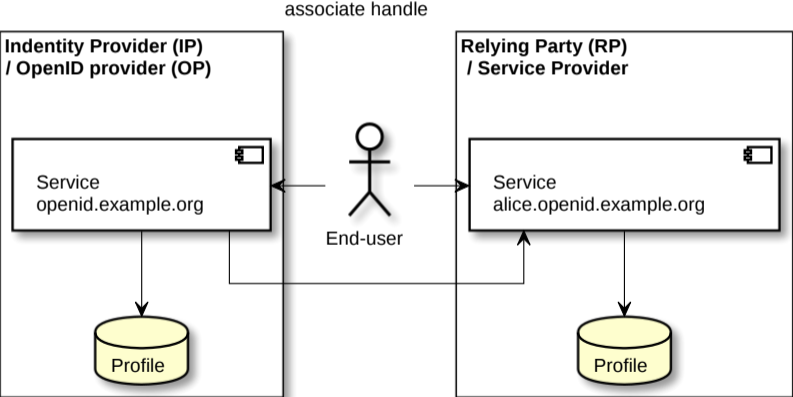 associate handle
Indentity Provider (IP)
/ OpenID provider (OP)
Relying Party (RP)
/ Service Provider
Service
openid.example.org
End-user
Service
alice.openid.example.org
Profile
Profile